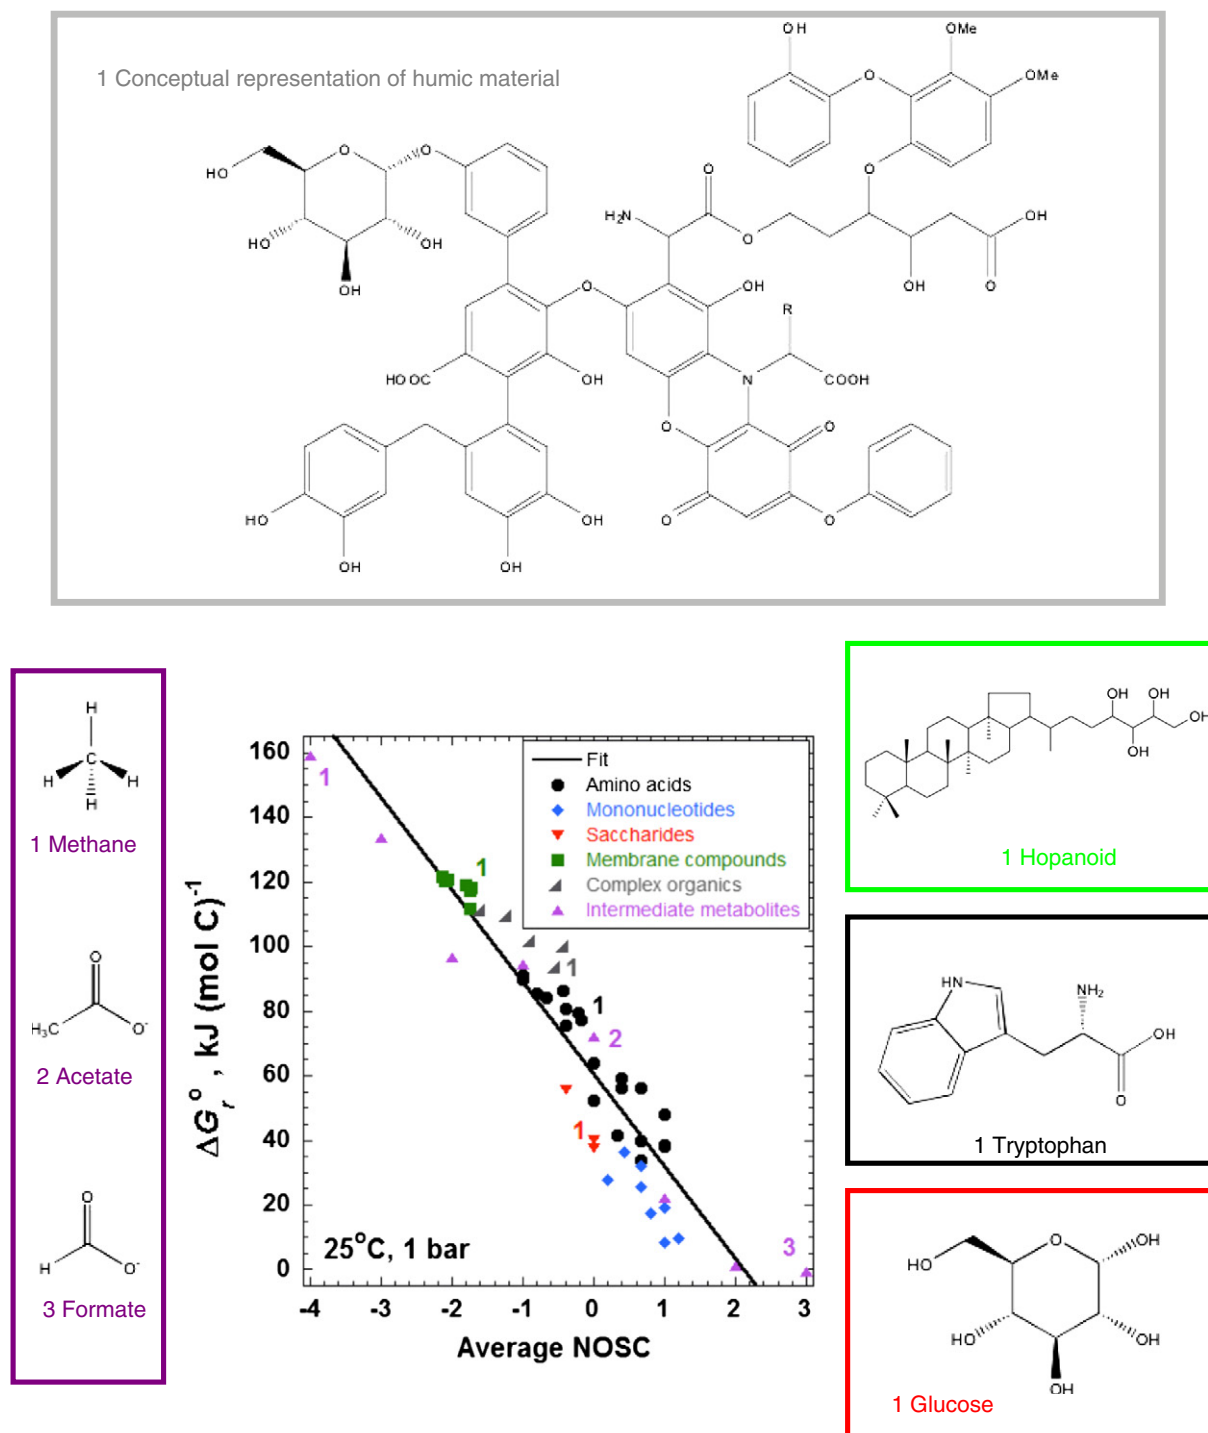 1 Conceptual representation of humic material
OH
OMe
O
OMe
HO
O
O
O
O
H₂N
OH
HO
OH
O
OH
O
OH
O
OH
R
HOOC
OH
N
COOH
O
O
HO
OH
O
O
OH
OH
H
C
H
H
H
1 Methane
O
H₃C
O⁻
2 Acetate
O
H
O⁻
3 Formate
ΔG_r°, kJ (mol C)⁻¹
160
140
120
100
80
60
40
20
0
Fit
Amino acids
Mononucleotides
Saccharides
Membrane compounds
Complex organics
Intermediate metabolites
1
1
1
1
2
1
3
25°C, 1 bar
-4 -3 -2 -1 0 1 2 3
Average NOSC
OH OH
OH
OH
1 Hopanoid
HN
NH₂
OH
O
1 Tryptophan
O
OH
HO
HO
OH
OH
1 Glucose